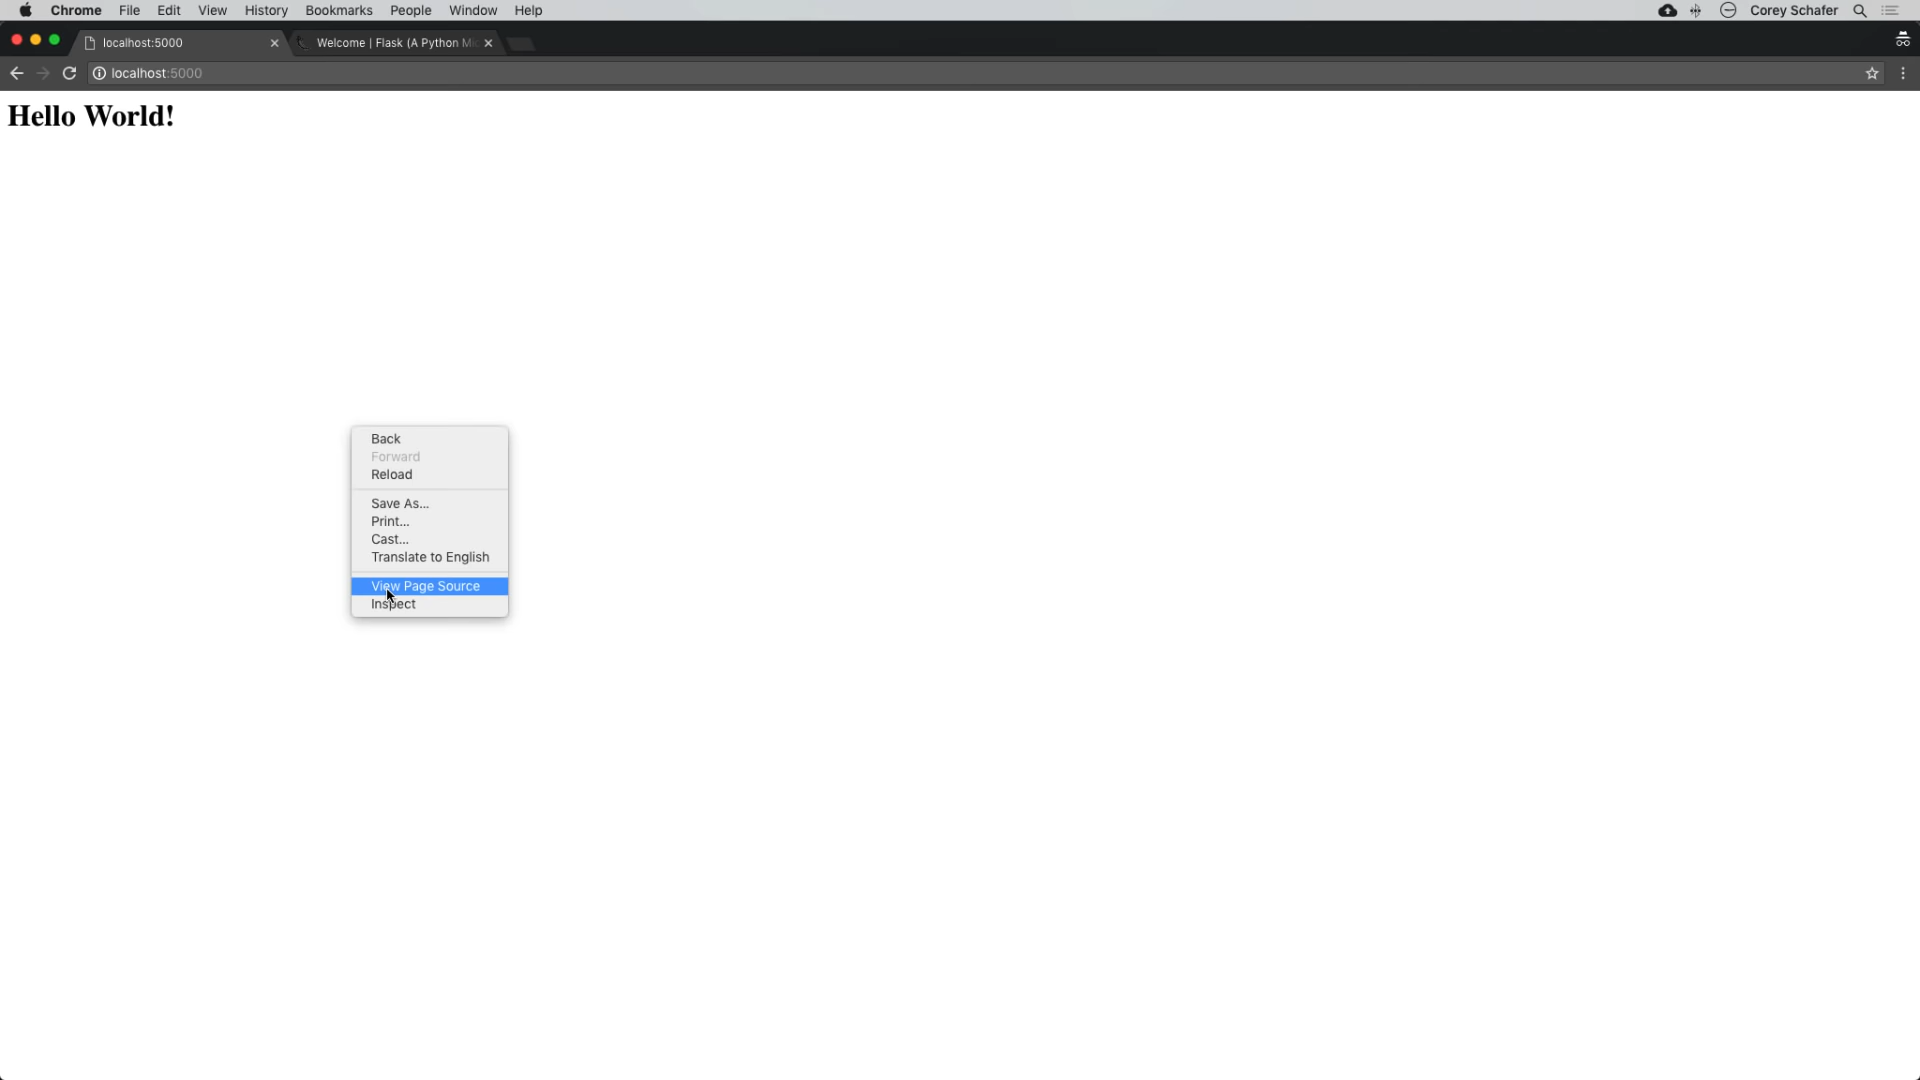 Chrome File Edit View History Bookmarks People Window Help Corey Schafer
localhost:5000 Welcome | Flask (A Python Mi
localhost:5000
Hello World!
Back
Forward
Reload
Save As...
Print...
Cast...
Translate to English
View Page Source
Inspect